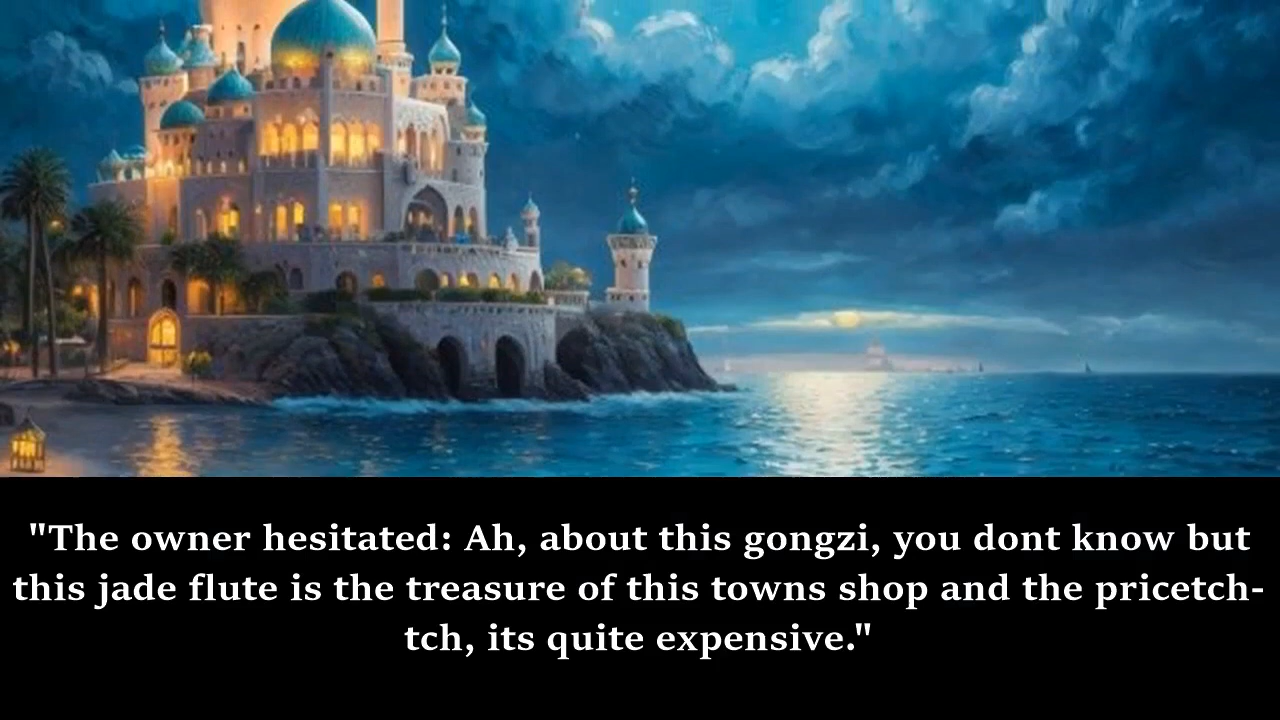 "The owner hesitated: Ah, about this gongzi, you dont know but
this jade flute is the treasure of this towns shop and the pricetch-
tch, its quite expensive."